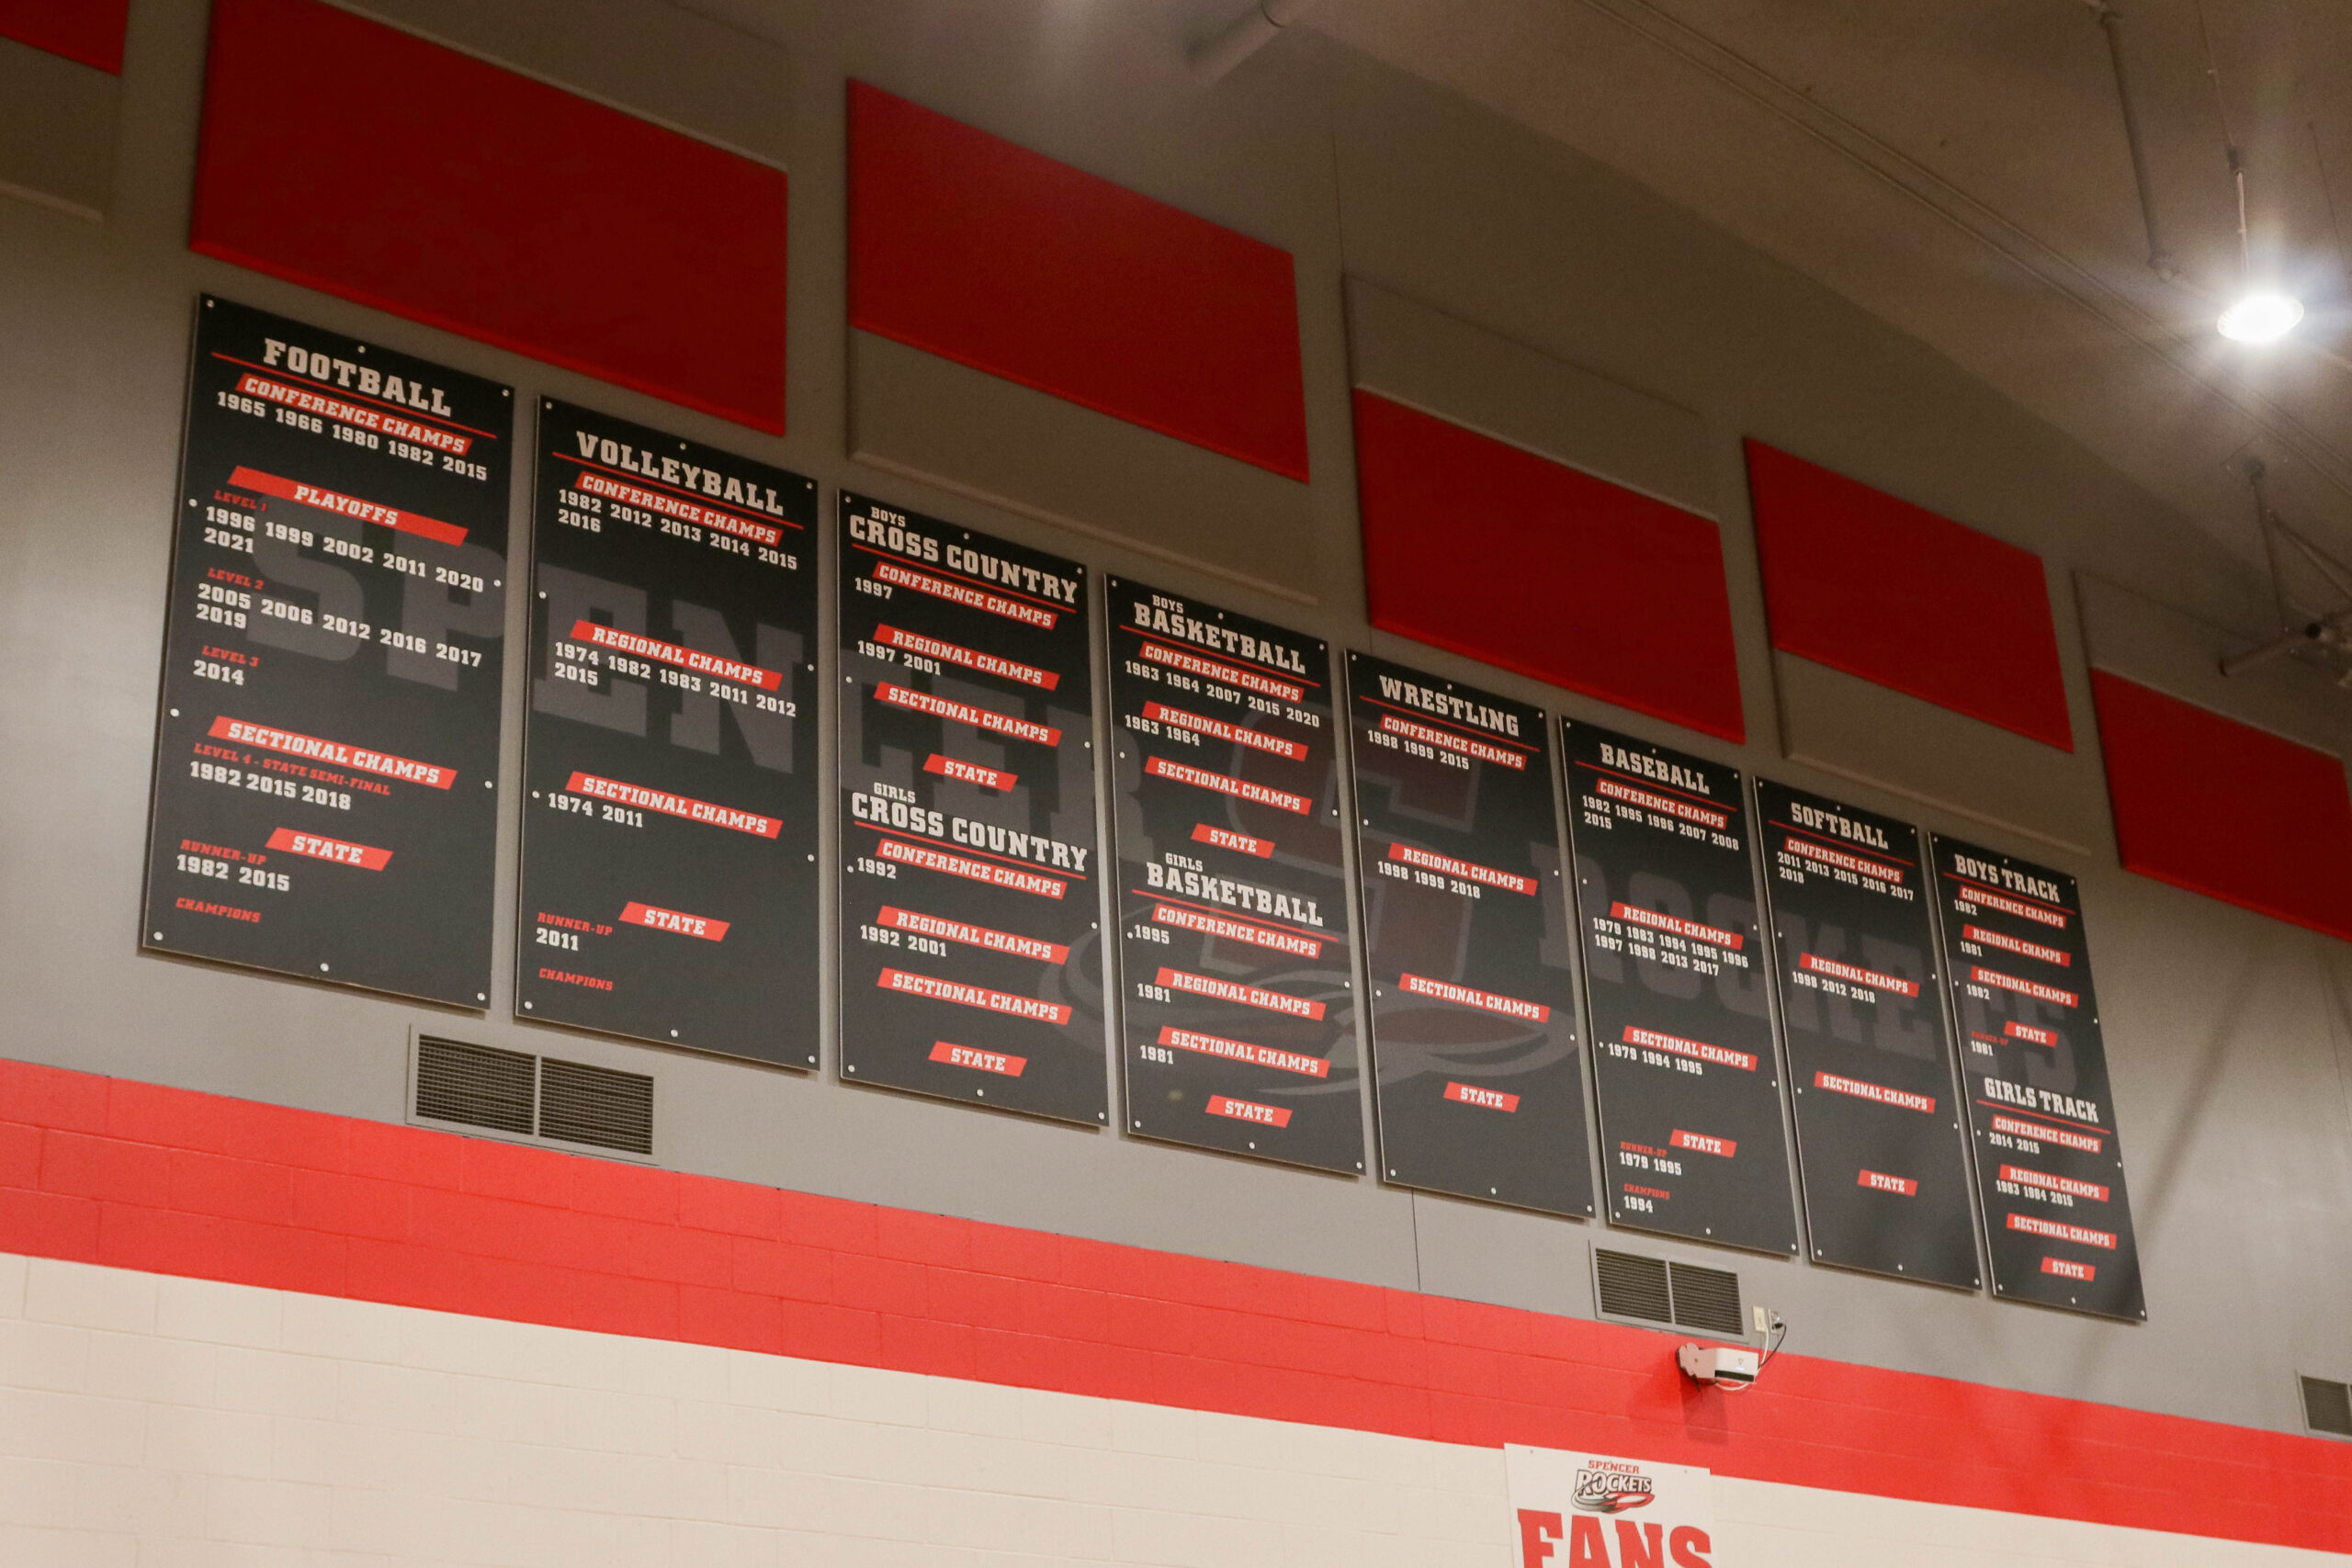 FOOTBALL
CONFERENCE CHAMPS
1965 1966 1980 1982 2015
PLAYOFFS
LEVEL 1
1996 1999 2002 2011 2020
2021
LEVEL 2
2005 2006 2012 2016 2017
2019
LEVEL 3
2014
SECTIONAL CHAMPS
LEVEL 4 - STATE SEMI-FINAL
1982 2015 2018
STATE
RUNNER-UP
1982 2015
CHAMPIONS
VOLLEYBALL
CONFERENCE CHAMPS
1982 2012 2013 2014 2015
2016
REGIONAL CHAMPS
1974 1982 1983 2011 2012
2015
SECTIONAL CHAMPS
1974 2011
STATE
RUNNER-UP
2011
CHAMPIONS
BOYS
CROSS COUNTRY
CONFERENCE CHAMPS
1997
REGIONAL CHAMPS
1997 2001
SECTIONAL CHAMPS
STATE
GIRLS
CROSS COUNTRY
CONFERENCE CHAMPS
1992
REGIONAL CHAMPS
1992 2001
SECTIONAL CHAMPS
STATE
BOYS
BASKETBALL
CONFERENCE CHAMPS
1963 1964 2007 2015 2020
REGIONAL CHAMPS
1963 1964
SECTIONAL CHAMPS
STATE
GIRLS
BASKETBALL
CONFERENCE CHAMPS
1995
REGIONAL CHAMPS
1981
SECTIONAL CHAMPS
1981
STATE
WRESTLING
CONFERENCE CHAMPS
1998 1999 2015
REGIONAL CHAMPS
1998 1999 2018
SECTIONAL CHAMPS
STATE
BASEBALL
CONFERENCE CHAMPS
1982 1995 1996 2007 2008
2015
REGIONAL CHAMPS
1979 1983 1994 1995 1996
1997 1998 2013 2017
SECTIONAL CHAMPS
1979 1994 1995
STATE
RUNNER-UP
1979 1995
CHAMPIONS
1994
SOFTBALL
CONFERENCE CHAMPS
2011 2013 2015 2016 2017
2018
REGIONAL CHAMPS
1998 2012 2018
SECTIONAL CHAMPS
STATE
BOYS TRACK
CONFERENCE CHAMPS
1982
REGIONAL CHAMPS
1981
SECTIONAL CHAMPS
1982
STATE
RUNNER-UP
1981
GIRLS TRACK
CONFERENCE CHAMPS
2014 2015
REGIONAL CHAMPS
1983 1984 2015
SECTIONAL CHAMPS
STATE
SPENCER S ROCKETS
SPENCER
ROCKETS
FANS